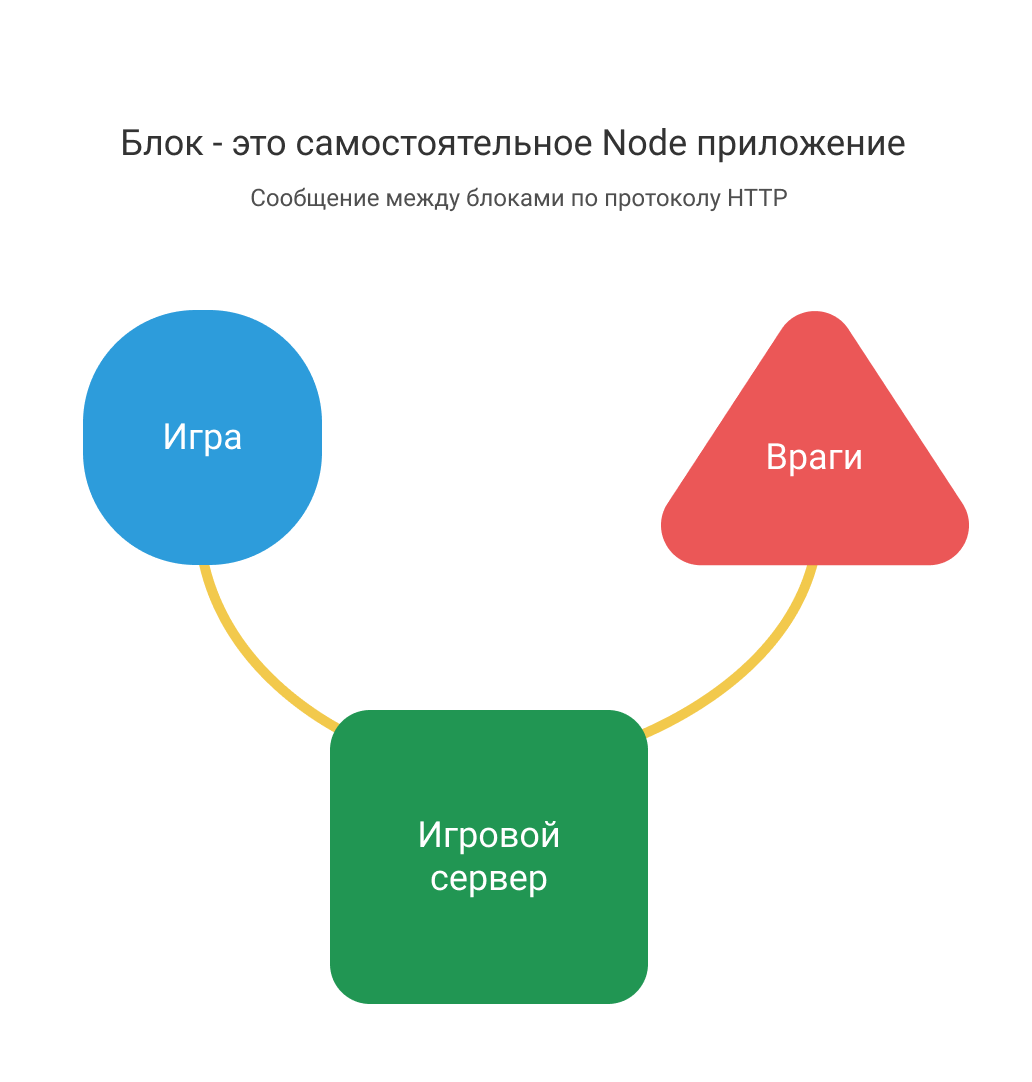 Блок - это самостоятельное Node приложение
Сообщение между блоками по протоколу HTTP
Игра
Враги
Игровой
сервер